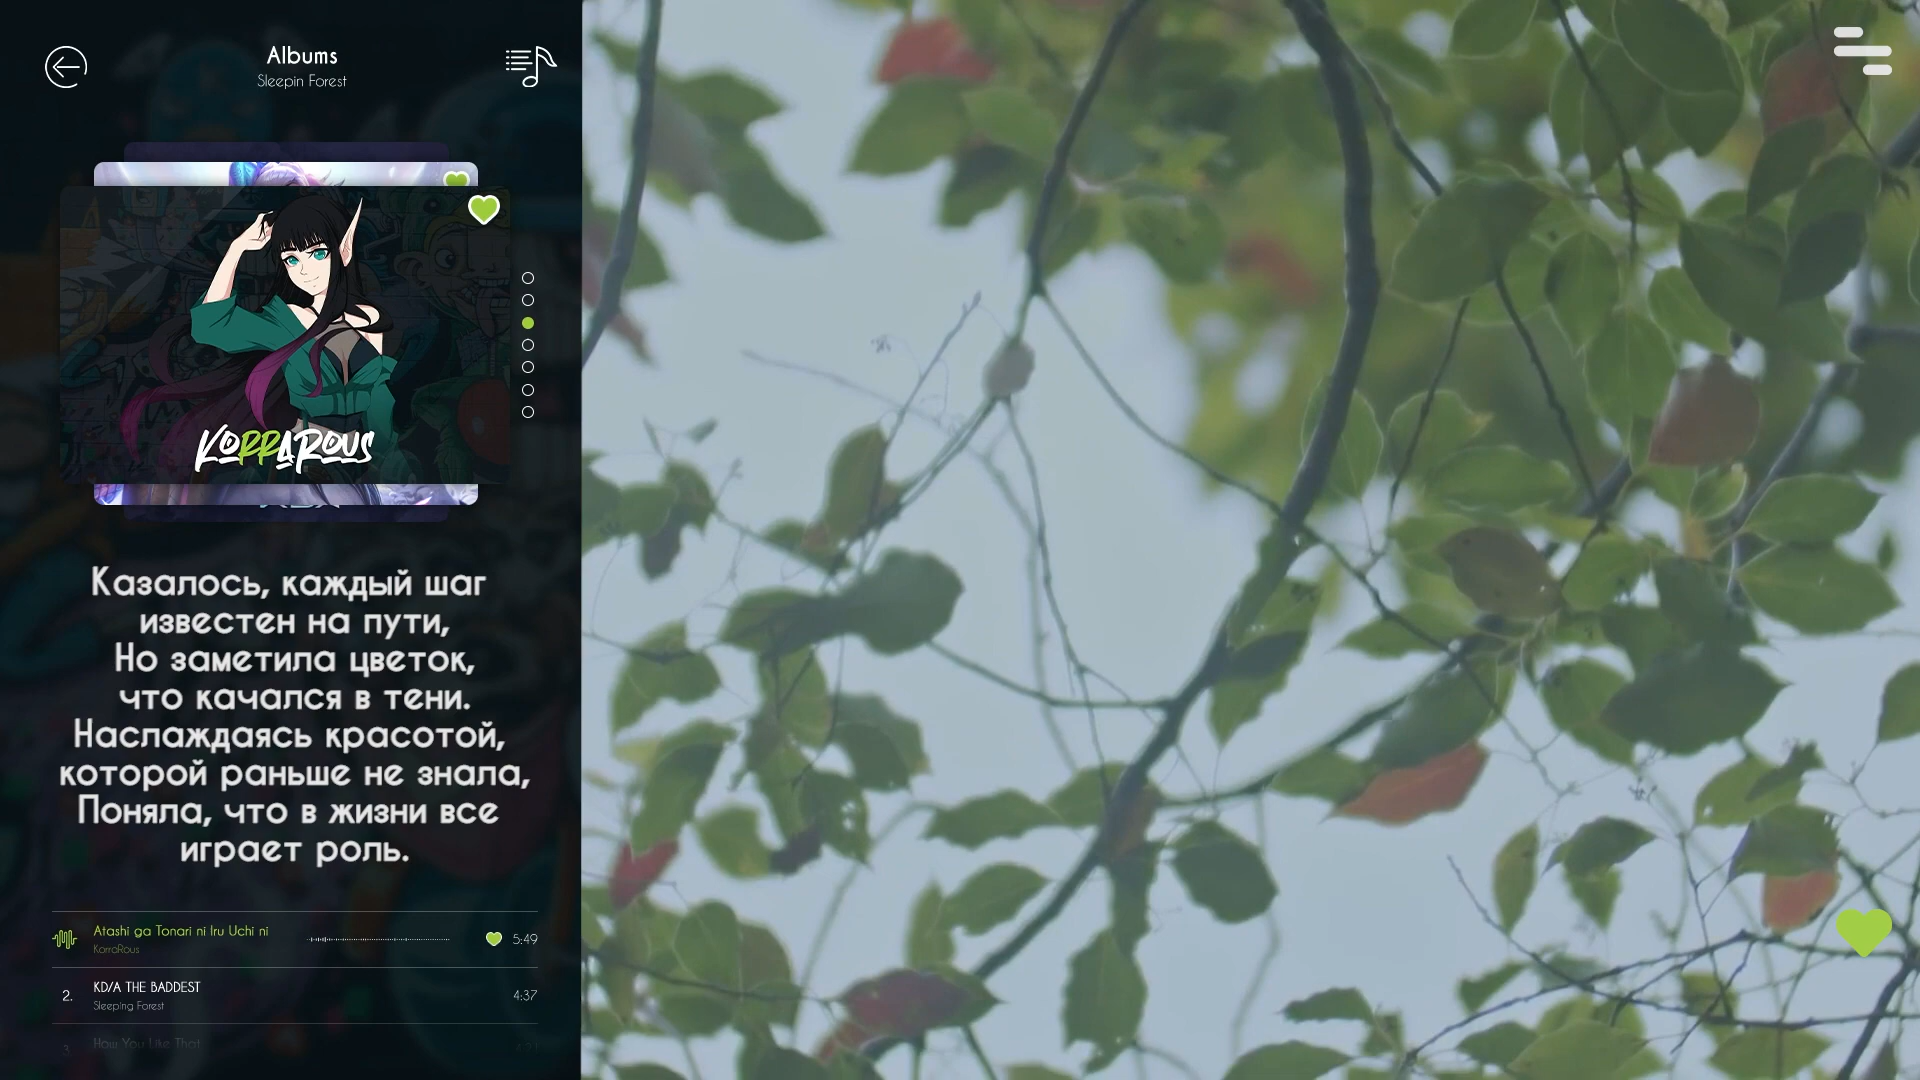 Albums
Sleepin Forest
KORRAROUS
Казалось, каждый шаг
известен на пути,
Но заметила цветок,
что качался в тени.
Наслаждаясь красотой,
которой раньше не знала,
Поняла, что в жизни все
играет роль.
Atashi ga Tonari ni Iru Uchi ni
KorraRous
5:49
2.
KD/A THE BADDEST
Sleeping Forest
4:37
3.
How You Like That